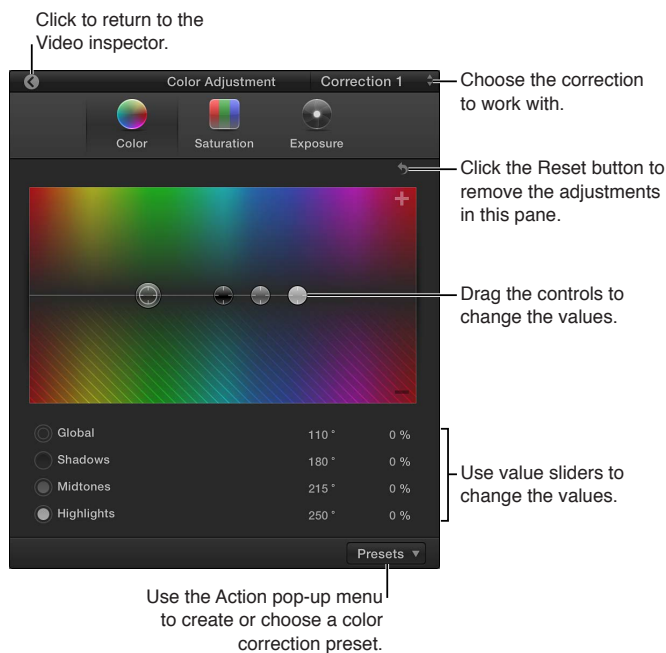 Click to return to the
Video inspector.
Color Adjustment
Correction 1
Choose the correction
to work with.
Color
Saturation
Exposure
Click the Reset button to
remove the adjustments
in this pane.
Drag the controls to
change the values.
Global 110 ° 0 %
Shadows 180 ° 0 %
Midtones 215 ° 0 %
Highlights 250 ° 0 %
Use value sliders to
change the values.
Presets
Use the Action pop-up menu
to create or choose a color
correction preset.